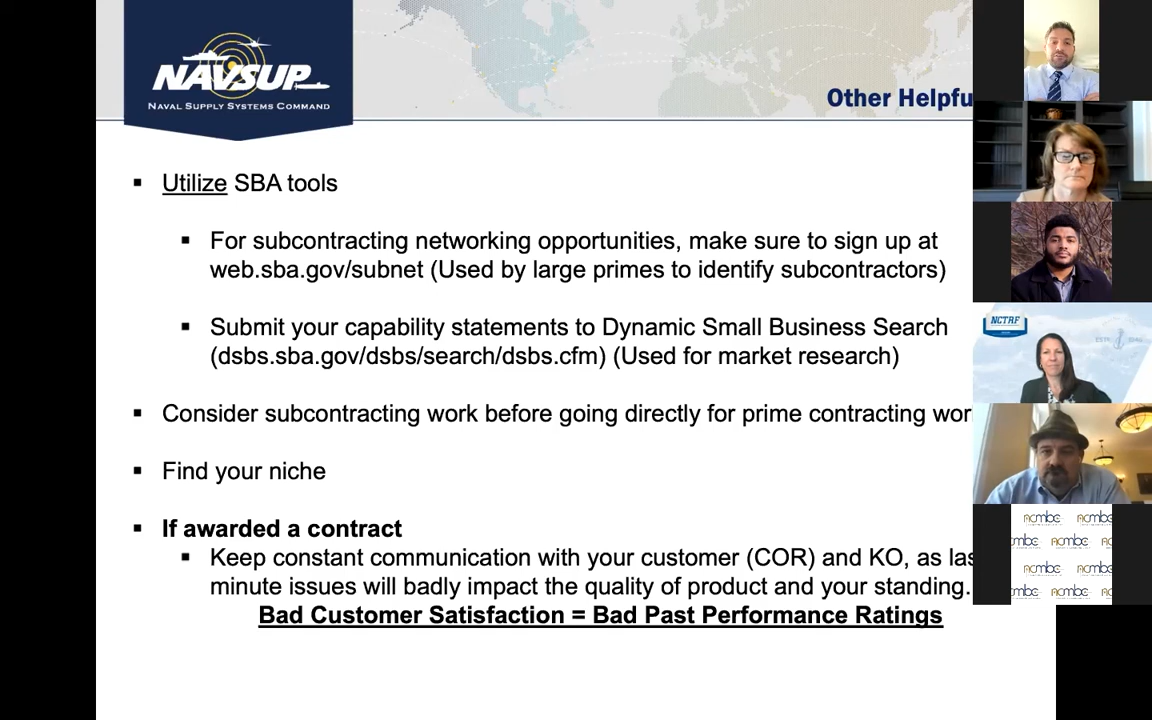 NAVSUP
NAVAL SUPPLY SYSTEMS COMMAND
Other Helpfu
Utilize SBA tools
For subcontracting networking opportunities, make sure to sign up at
web.sba.gov/subnet (Used by large primes to identify subcontractors)
Submit your capability statements to Dynamic Small Business Search
(dsbs.sba.gov/dsbs/search/dsbs.cfm) (Used for market research)
Consider subcontracting work before going directly for prime contracting wor
Find your niche
If awarded a contract
Keep constant communication with your customer (COR) and KO, as las
minute issues will badly impact the quality of product and your standing.
Bad Customer Satisfaction = Bad Past Performance Ratings
NCTRF
acmbc acmbc
acmbc
acmbc
acmbc